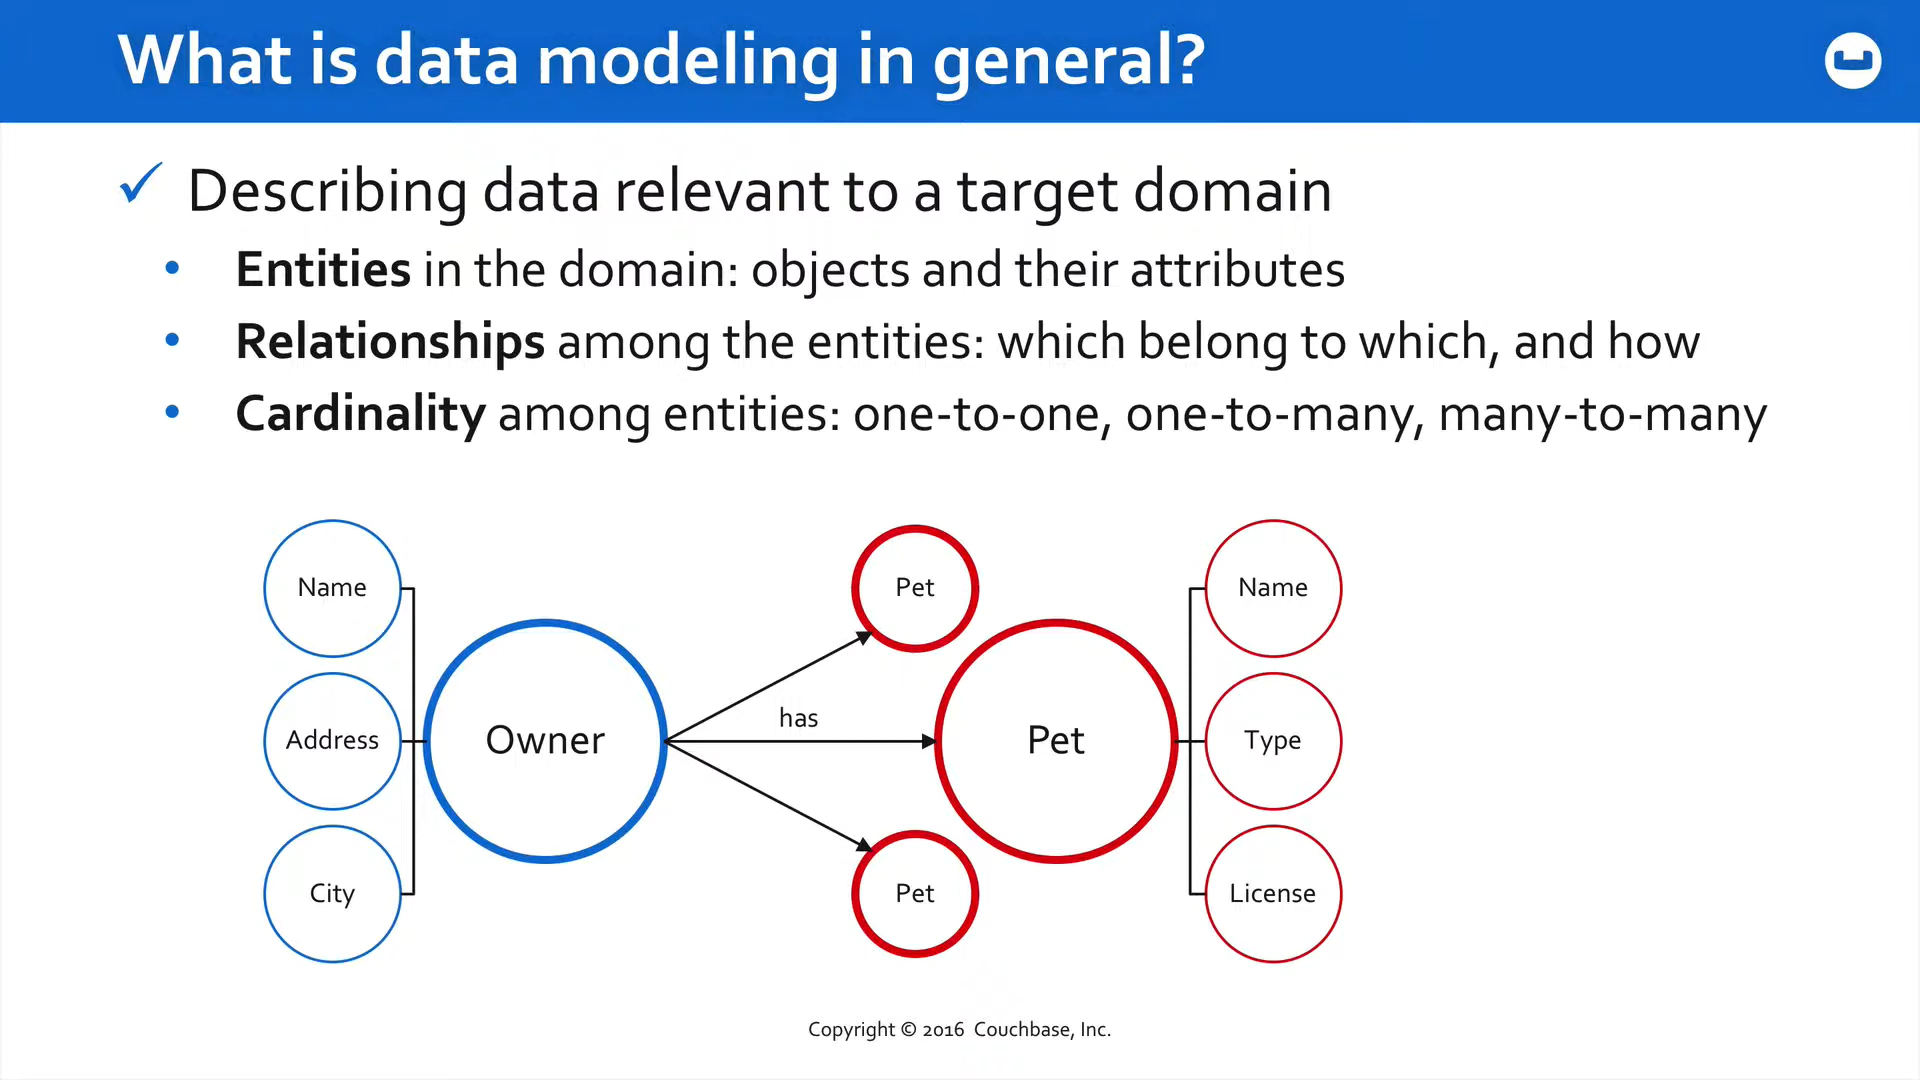 What is data modeling in general?
Describing data relevant to a target domain
• Entities in the domain: objects and their attributes
• Relationships among the entities: which belong to which, and how
• Cardinality among entities: one-to-one, one-to-many, many-to-many
Name
Address
City
Owner
has
Pet
Pet
Pet
Name
Type
License
Copyright © 2016 Couchbase, Inc.